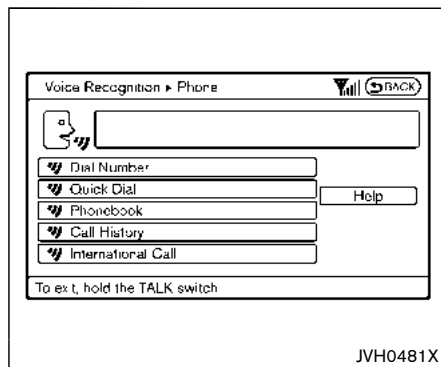 Voice Recognition ▸ Phone
BACK
Dial Number
Quick Dial
Help
Phonebook
Call History
International Call
To exit, hold the TALK switch
JVH0481X